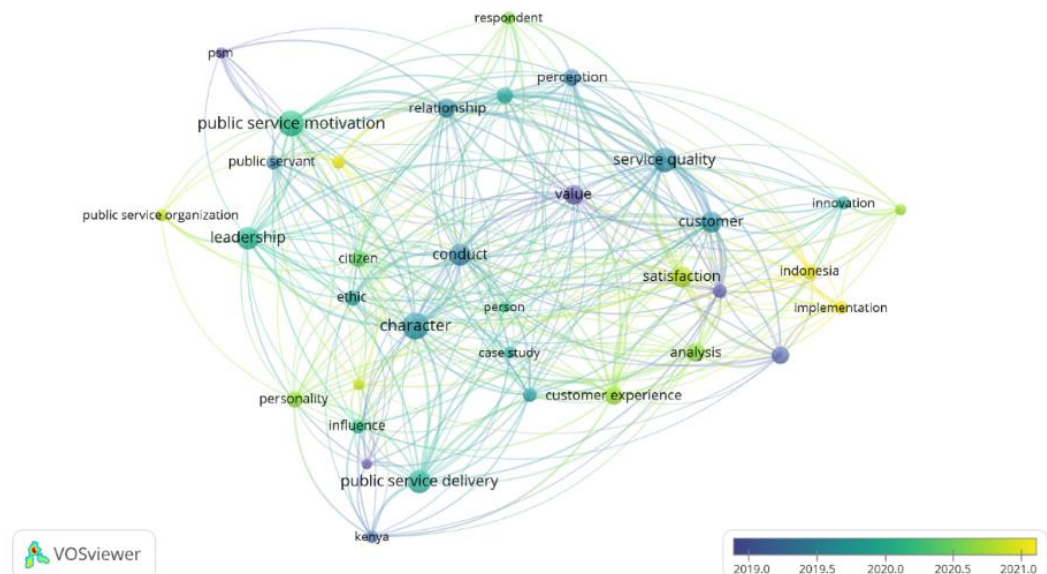 respondent
psm
perception
relationship
public service motivation
service quality
public servant
value
public service organization
innovation
customer
leadership
conduct
citizen
indonesia
satisfaction
ethic
person
implementation
character
case study
analysis
customer experience
personality
influence
public service delivery
kenya
VOSviewer
2019.0 2019.5 2020.0 2020.5 2021.0